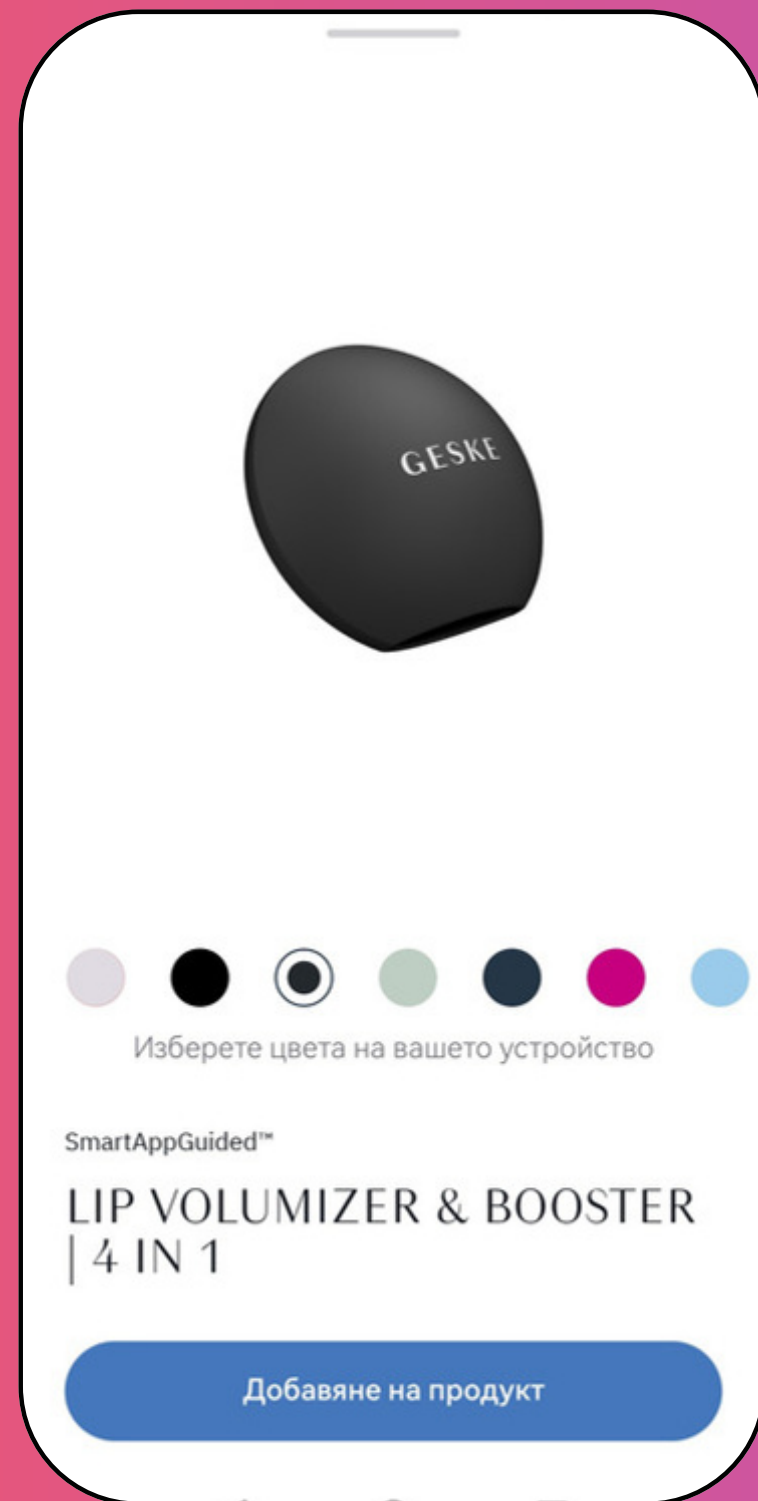 GESKE
Изберете цвета на вашето устройство
SmartAppGuided™
LIP VOLUMIZER & BOOSTER
| 4 IN 1
Добавяне на продукт